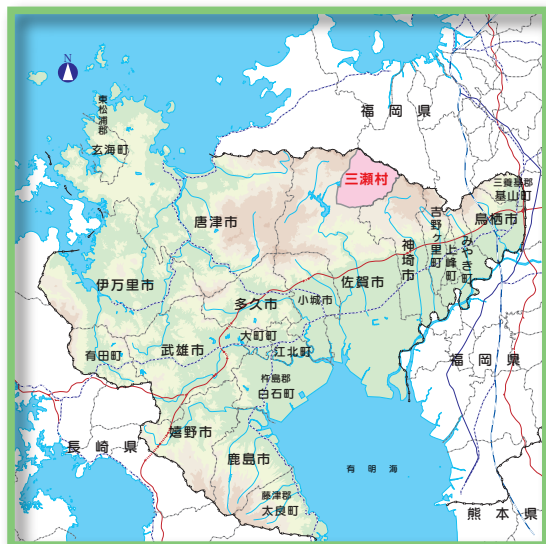 N
福岡県
東松浦郡
玄海町
三瀬村
三養基郡
基山町
鳥栖市
唐津市
吉野ヶ里町
上峰町
みやき町
神埼市
伊万里市
佐賀市
多久市
小城市
大町町
江北町
武雄市
有田町
福岡県
杵島郡
白石町
嬉野市
長崎県
鹿島市
有明海
藤津郡
太良町
熊本県